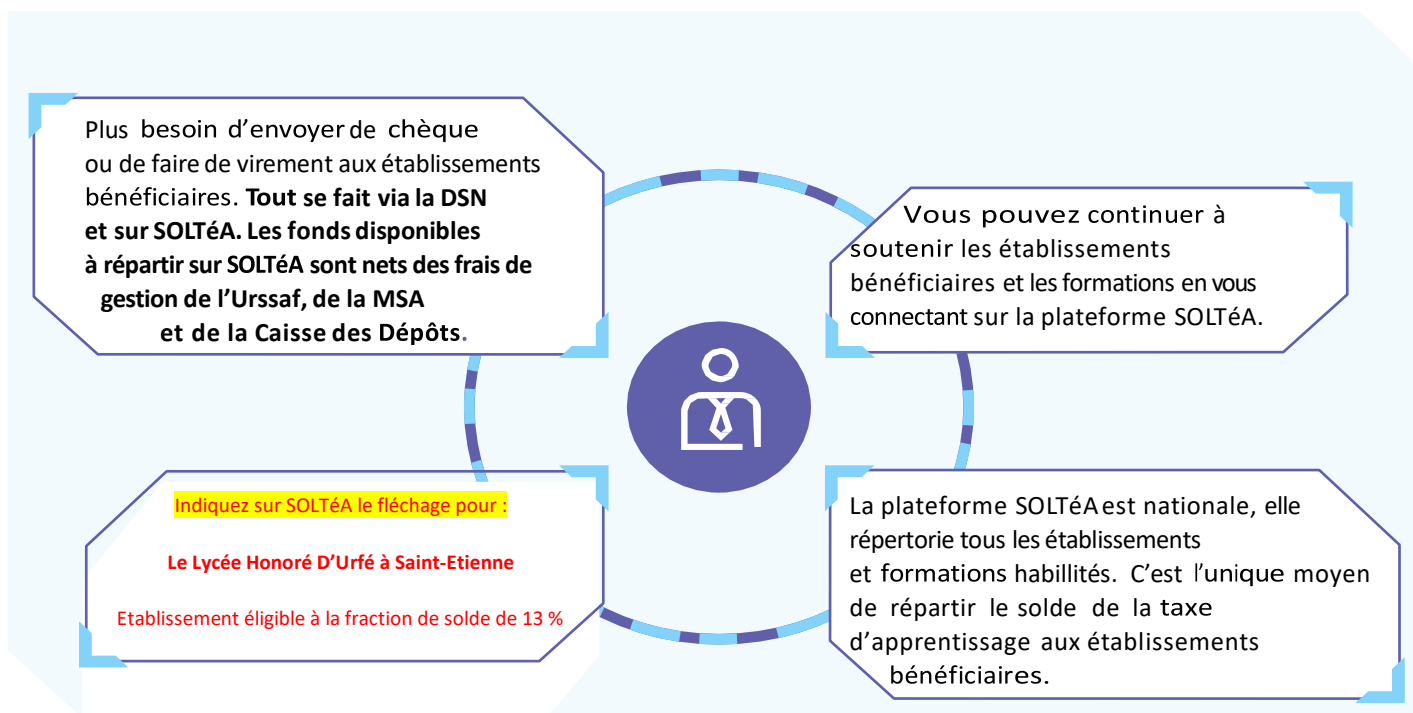 Plus besoin d’envoyer de chèque
ou de faire de virement aux établissements
bénéficiaires. Tout se fait via la DSN
et sur SOLTéA. Les fonds disponibles
à répartir sur SOLTéA sont nets des frais de
gestion de l’Urssaf, de la MSA
et de la Caisse des Dépôts.
Vous pouvez continuer à
soutenir les établissements
bénéficiaires et les formations en vous
connectant sur la plateforme SOLTéA.
Indiquez sur SOLTéA le fléchage pour :
Le Lycée Honoré D’Urfé à Saint-Etienne
Etablissement éligible à la fraction de solde de 13 %
La plateforme SOLTéA est nationale, elle
répertorie tous les établissements
et formations habillités. C’est l’unique moyen
de répartir le solde de la taxe
d’apprentissage aux établissements
bénéficiaires.